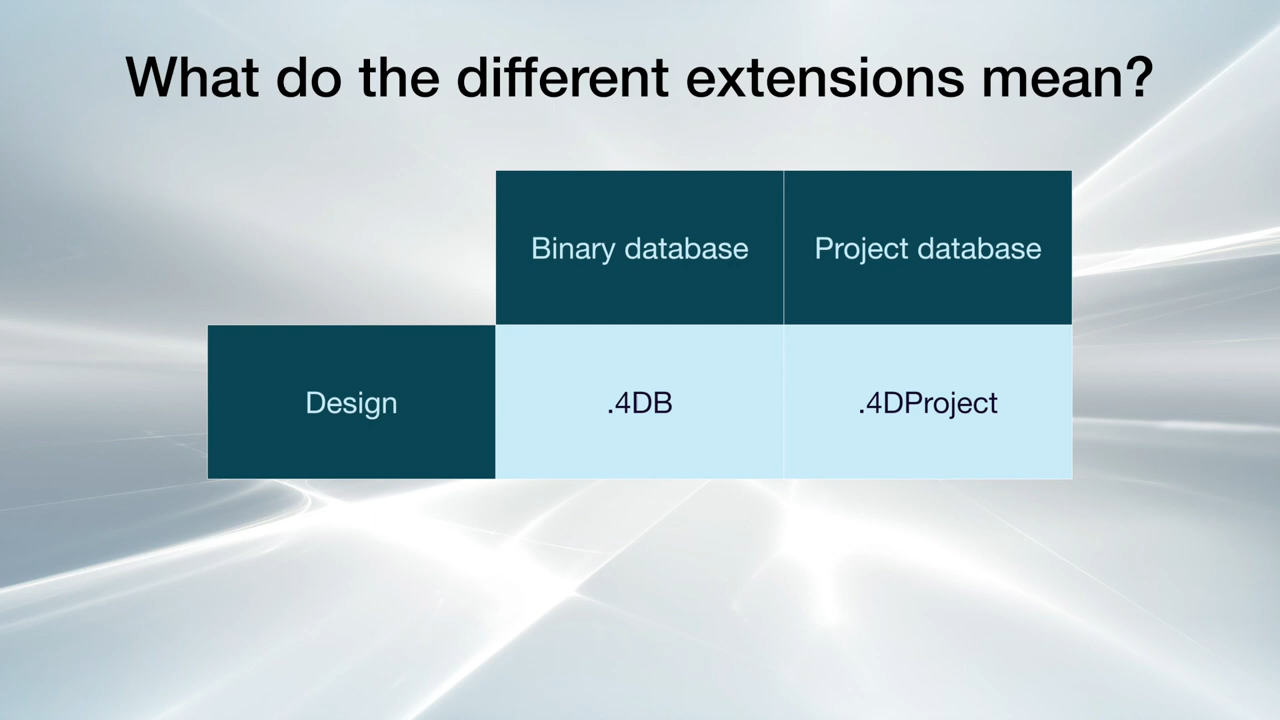 What do the different extensions mean?
Binary database
Project database
Design
.4DB
.4DProject